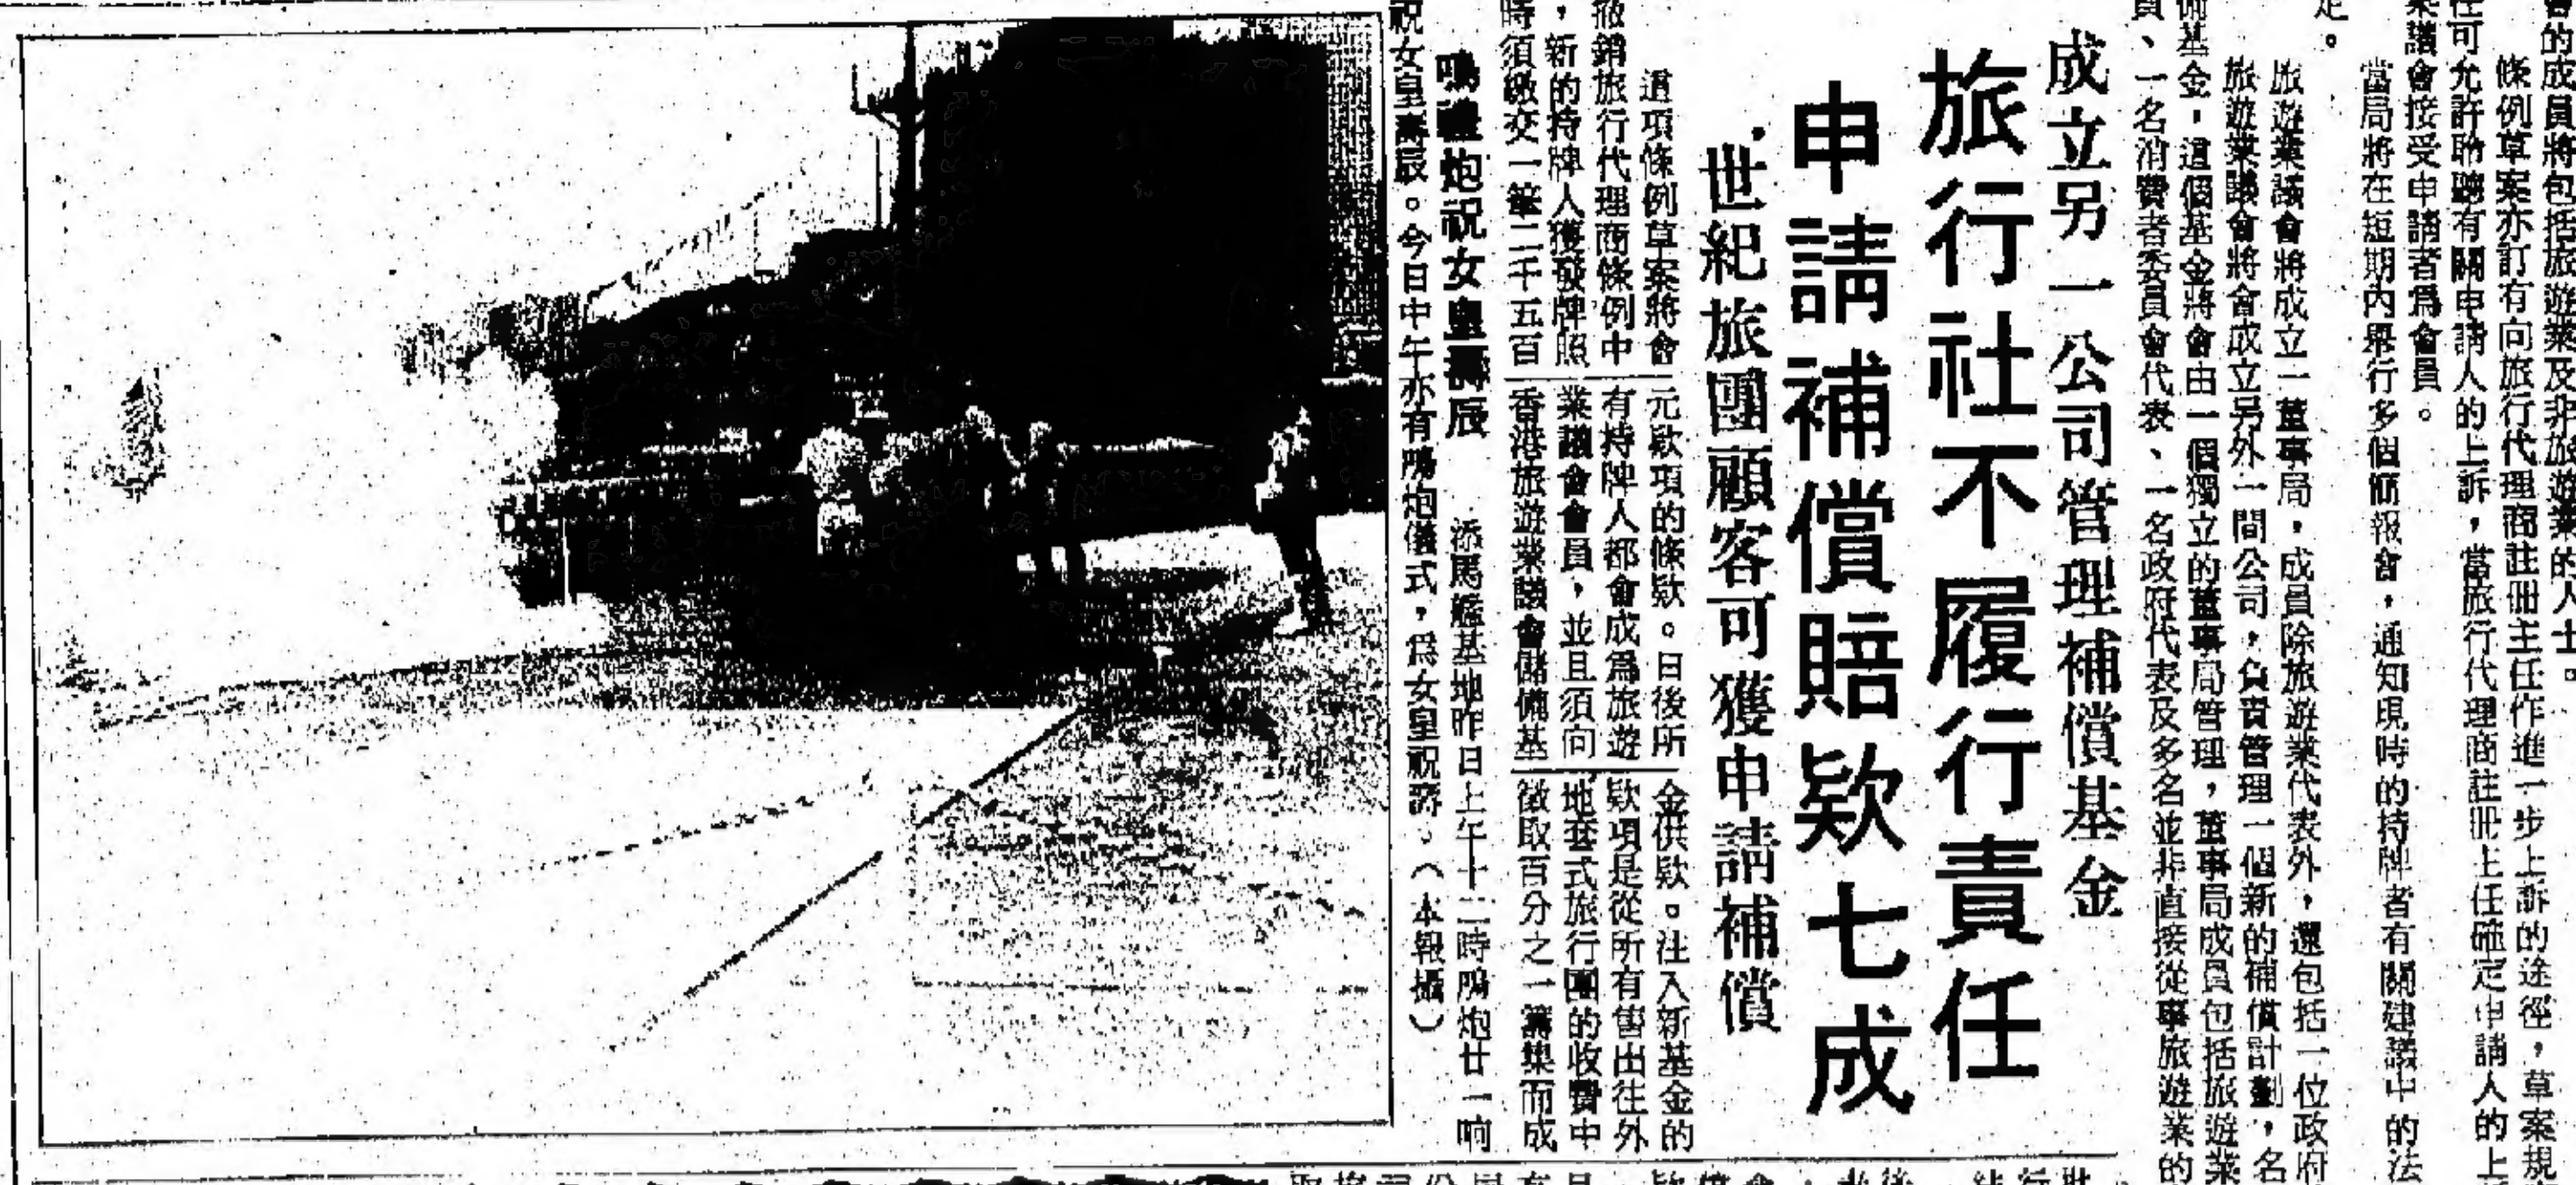 會的成員將包括旅遊業及非旅遊業的人士。
條例草案亦訂有向旅行代理商註冊主任作進一步上訴的途徑，草案規
任可允許聆聽有關申請人的上訴，當旅行代理商註冊主任確定申請人的上
業議會接受申請者爲會員。
當局將在短期內舉行多個簡報會，通知現時的持牌者有關建議中的法
定。
旅遊業議會將成立一董事局，成員除旅遊業代表外，還包括一位政府
旅遊業議會將會成立另外一間公司，負責管理一個新的補償計劃，名
備基金，這個基金將會由一個獨立的董事局管理，董事局成員包括旅遊業
員、一名消費者委員會代表、一名政府代表及多名並非直接從事旅遊業的
成立另一公司管理補償基金
旅行社不履行責任
申請補償賠欵七成
世紀旅團顧客可獲申請補償
這項條例草案將會
撤銷旅行代理商條例中
，新的持牌人獲發牌照
時須繳交一筆二千五百
元欵項的條欵。日後所
有持牌人都會成爲旅遊
業議會會員，並且須向
香港旅遊業議會儲備基
金供欵。注入新基金的
欵項是從所有售出往外
地套式旅行團的收費中
徵取百分之一籌集而成
鳴禮炮祝女皇壽辰
添馬艦基地昨日上午十二時鳴炮廿一响
祝女皇壽辰。今日中午亦有鳴炮儀式，爲女皇祝壽。（本報攝）